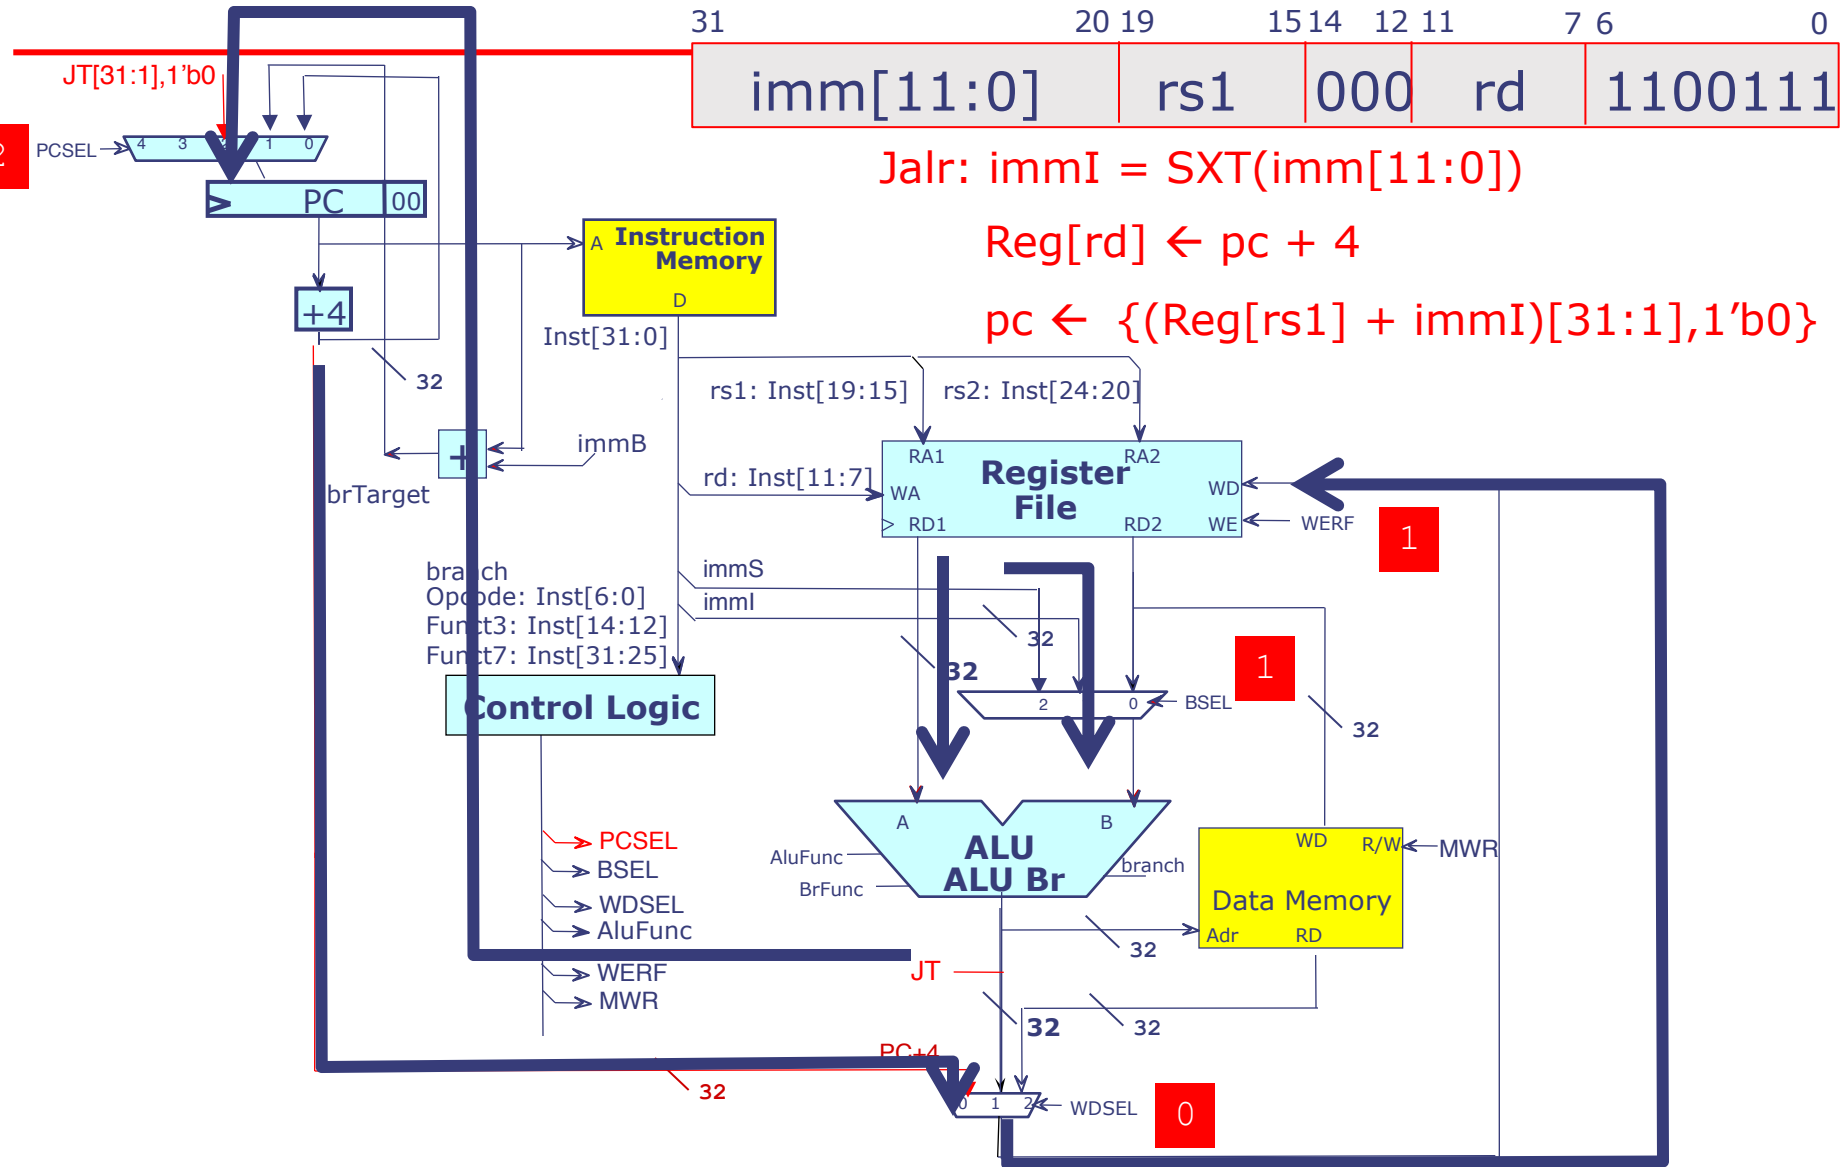 31 20 19 15 14 12 11 7 6 0
imm[11:0] rs1 000 rd 1100111
JT[31:1],1'b0
PCSEL 4 3 1 0
Jalr: immI = SXT(imm[11:0])
PC 00
Reg[rd] ← pc + 4
A Instruction
Memory
D
+4
pc ← {(Reg[rs1] + immI)[31:1],1'b0}
Inst[31:0]
32
rs1: Inst[19:15] rs2: Inst[24:20]
+ immB
brTarget
RA1 RA2
Register
File
rd: Inst[11:7] WA WD
RD1 RD2 WE WERF 1
immS
immI
branch
Opcode: Inst[6:0]
Funct3: Inst[14:12]
Funct7: Inst[31:25]
32 32
1
2 0 BSEL
32
Control Logic
A B
ALU
ALU Br
AluFunc
BrFunc
branch
WD R/W MWR
Data Memory
Adr RD
PCSEL
BSEL
WDSEL
AluFunc
WERF
MWR
32
JT
32 32
PC+4
32
0 1 2 WDSEL 0